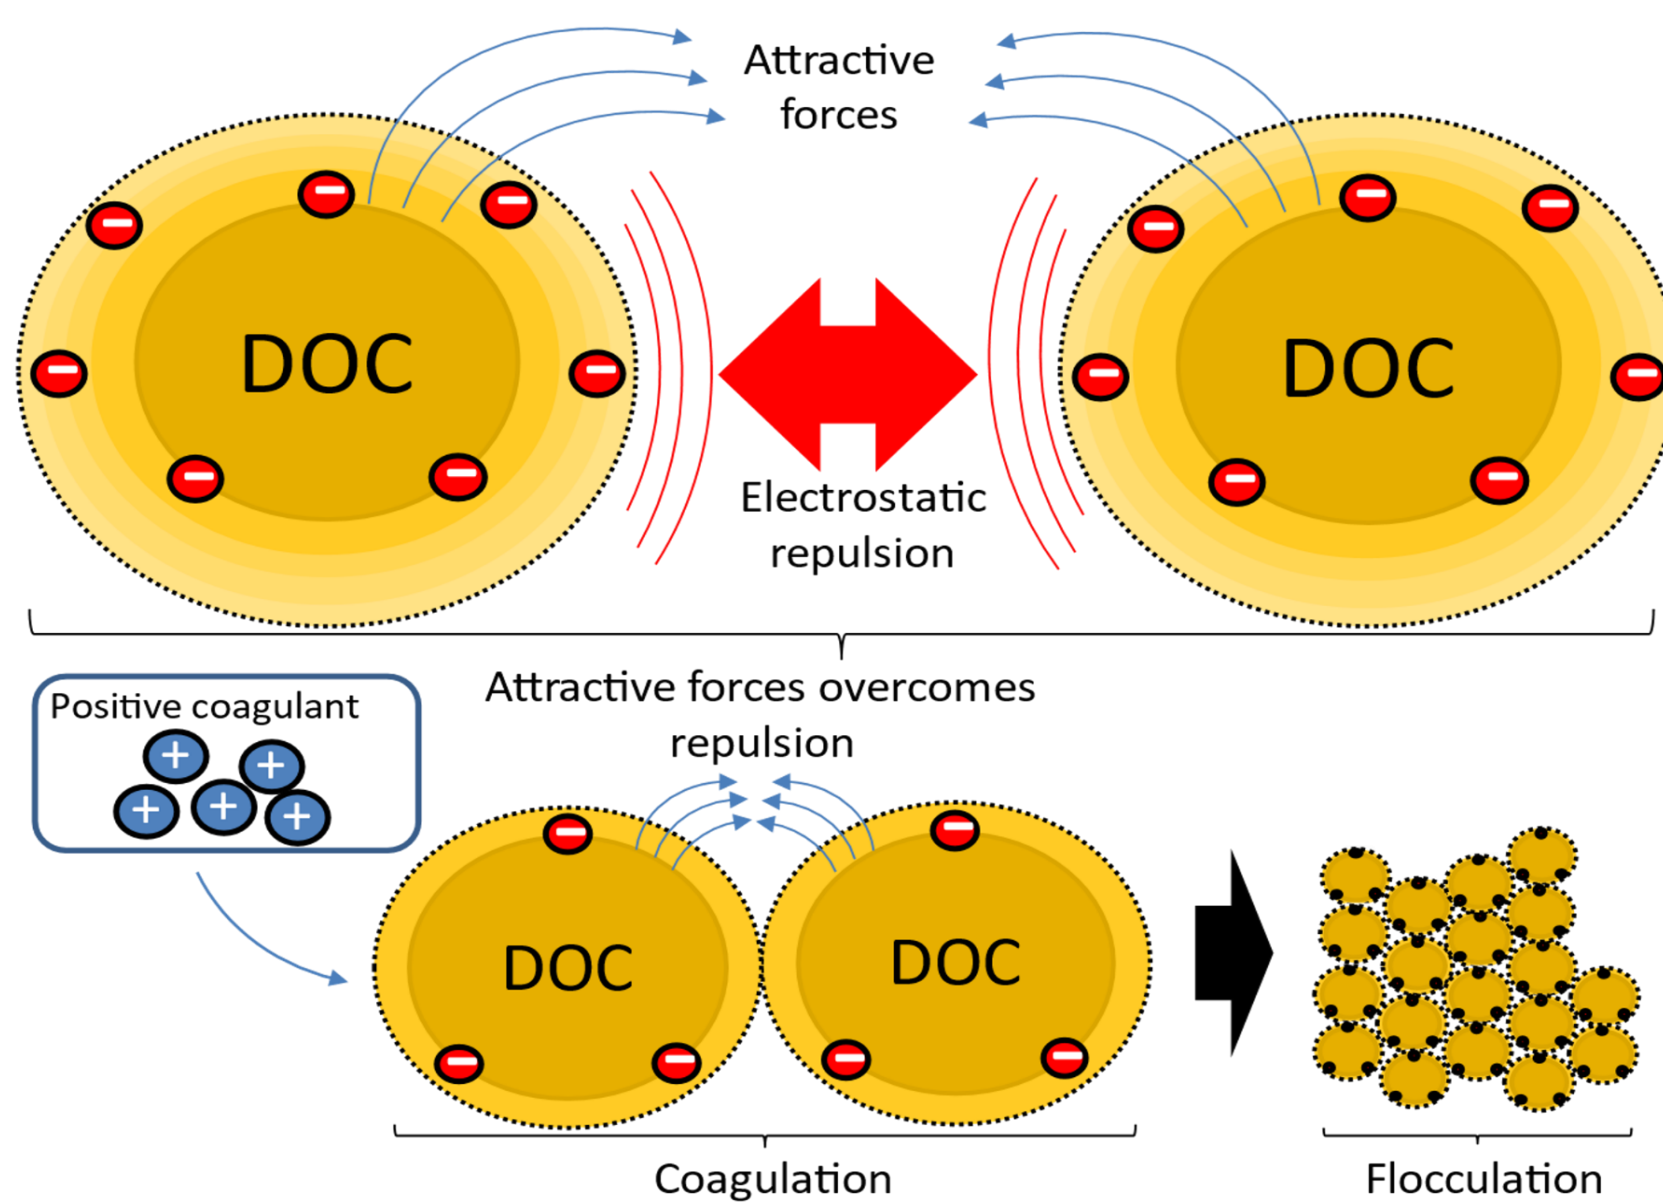 Attractive
forces
DOC
DOC
Electrostatic
repulsion
Positive coagulant
+
+
+
+
+
Attractive forces overcomes
repulsion
DOC
DOC
Coagulation
Flocculation